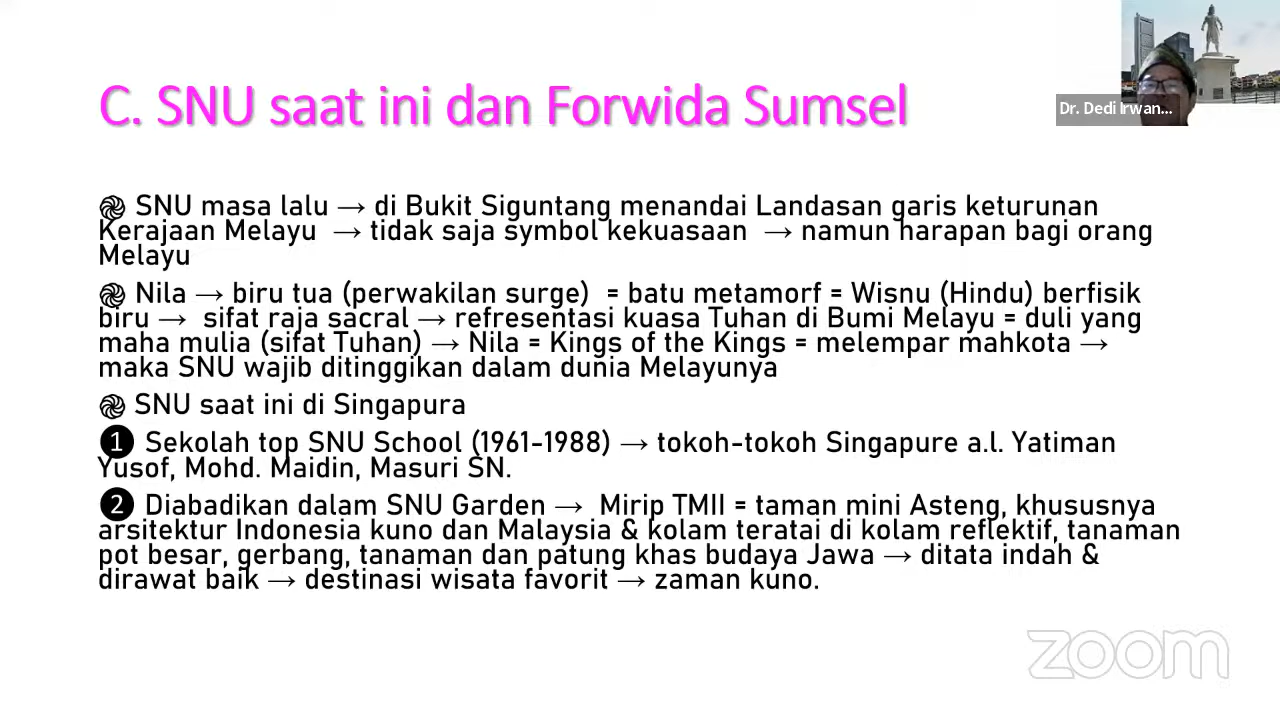 C. SNU saat ini dan Forwida Sumsel
Dr. Dedi Irwan...
SNU masa lalu → di Bukit Siguntang menandai Landasan garis keturunan
Kerajaan Melayu → tidak saja symbol kekuasaan → namun harapan bagi orang
Melayu
Nila → biru tua (perwakilan surge) = batu metamorf = Wisnu (Hindu) berfisik
biru → sifat raja sacral → refresentasi kuasa Tuhan di Bumi Melayu = duli yang
maha mulia (sifat Tuhan) → Nila = Kings of the Kings = melempar mahkota →
maka SNU wajib ditinggikan dalam dunia Melayunya
SNU saat ini di Singapura
❶ Sekolah top SNU School (1961-1988) → tokoh-tokoh Singapure a.l. Yatiman
Yusof, Mohd. Maidin, Masuri SN.
❷ Diabadikan dalam SNU Garden → Mirip TMII = taman mini Asteng, khususnya
arsitektur Indonesia kuno dan Malaysia & kolam teratai di kolam reflektif, tanaman
pot besar, gerbang, tanaman dan patung khas budaya Jawa → ditata indah &
dirawat baik → destinasi wisata favorit → zaman kuno.
zoom